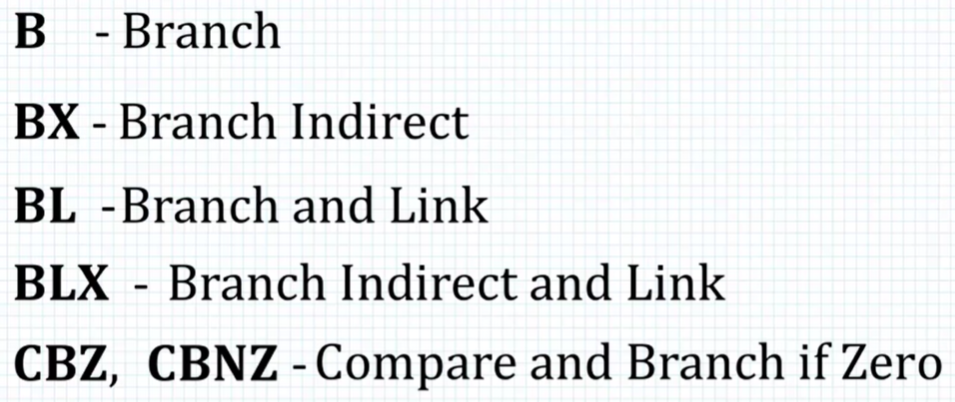 B - Branch
BX - Branch Indirect
BL -Branch and Link
BLX - Branch Indirect and Link
CBZ, CBNZ -Compare and Branch if Zero